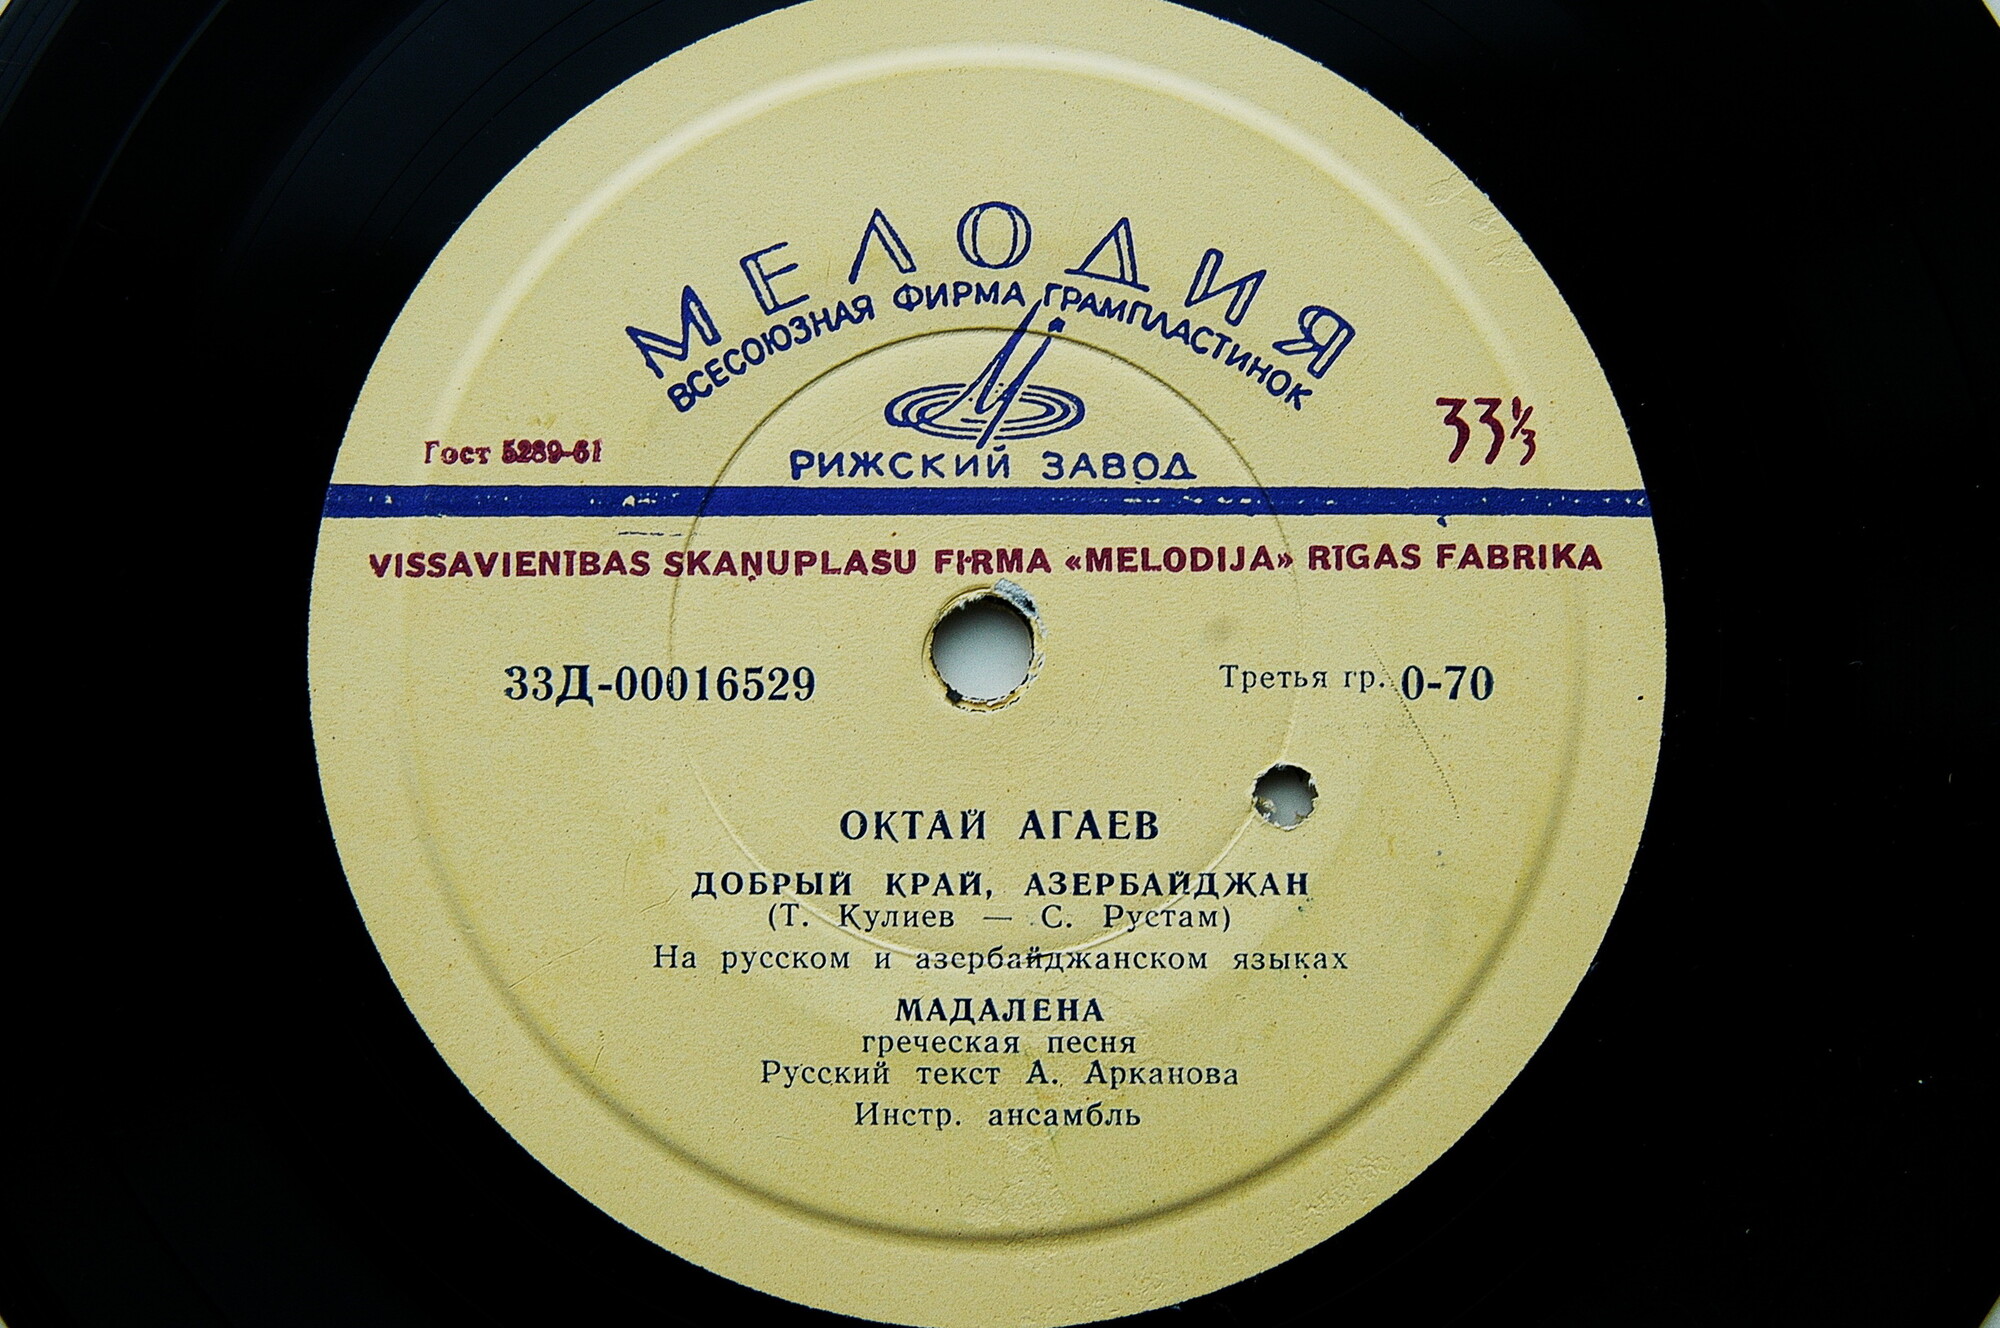 МЕЛОДИЯ
ВСЕСОЮЗНАЯ ФИРМА ГРАМПЛАСТИНОК
Гост 5289-61
33⅓
РИЖСКИЙ ЗАВОД
VISSAVIENĪBAS SKAŅUPLAŠU FIRMA «MELODIJA» RĪGAS FABRIKA
33Д-00016529
Третья гр. 0-70
ОКТАЙ АГАЕВ
ДОБРЫЙ КРАЙ, АЗЕРБАЙДЖАН
(Т. Кулиев — С. Рустам)
На русском и азербайджанском языках
МАДАЛЕНА
греческая песня
Русский текст А. Арканова
Инстр. ансамбль